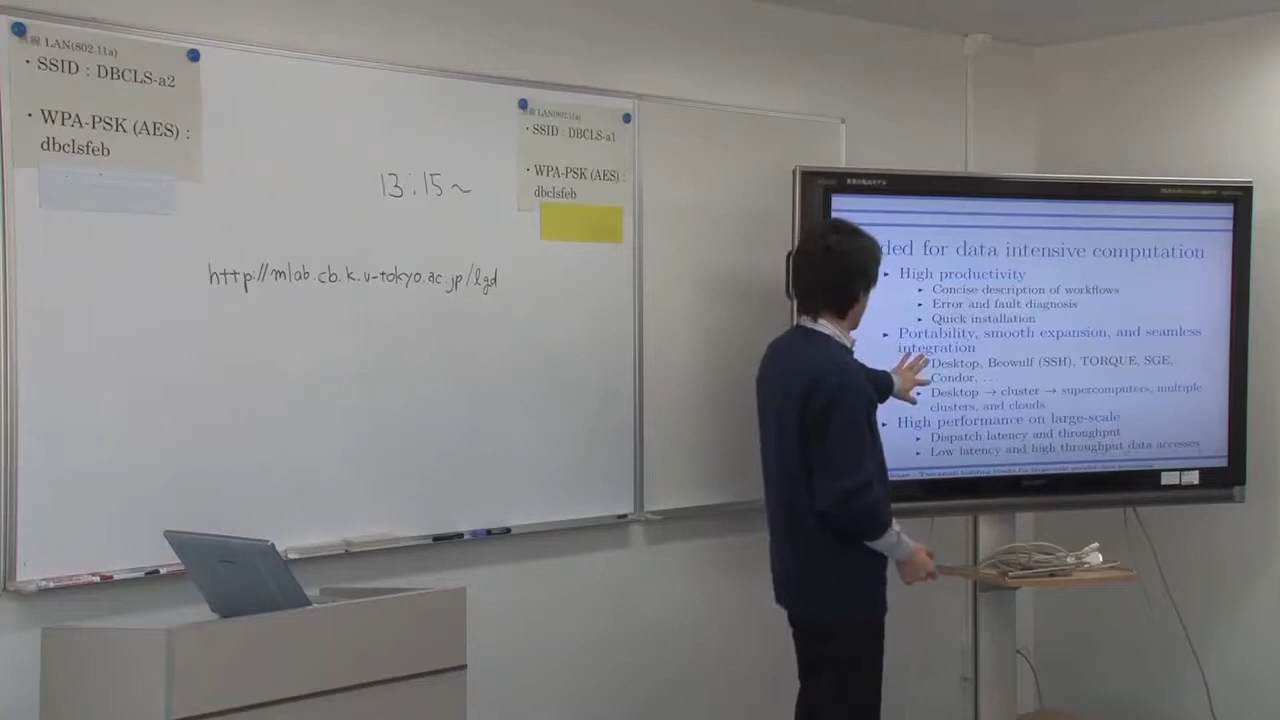 無線 LAN(802.11a)
・SSID : DBCLS-a2
・WPA-PSK (AES) :
dbclsfeb
13:15~
http://mlab.cb.k.u-tokyo.ac.jp/lgd
無線 LAN(802.11a)
・SSID : DBCLS-a1
・WPA-PSK (AES) :
dbclsfeb
ded for data intensive computation
▸ High productivity
▸ Concise description of workflows
▸ Error and fault diagnosis
▸ Quick installation
▸ Portability, smooth expansion, and seamless
integration
Desktop, Beowulf (SSH), TORQUE, SGE,
Condor, . . .
▸ Desktop → cluster → supercomputers, multiple
clusters, and clouds
▸ High performance on large-scale
▸ Dispatch latency and throughput
▸ Low latency and high throughput data accesses